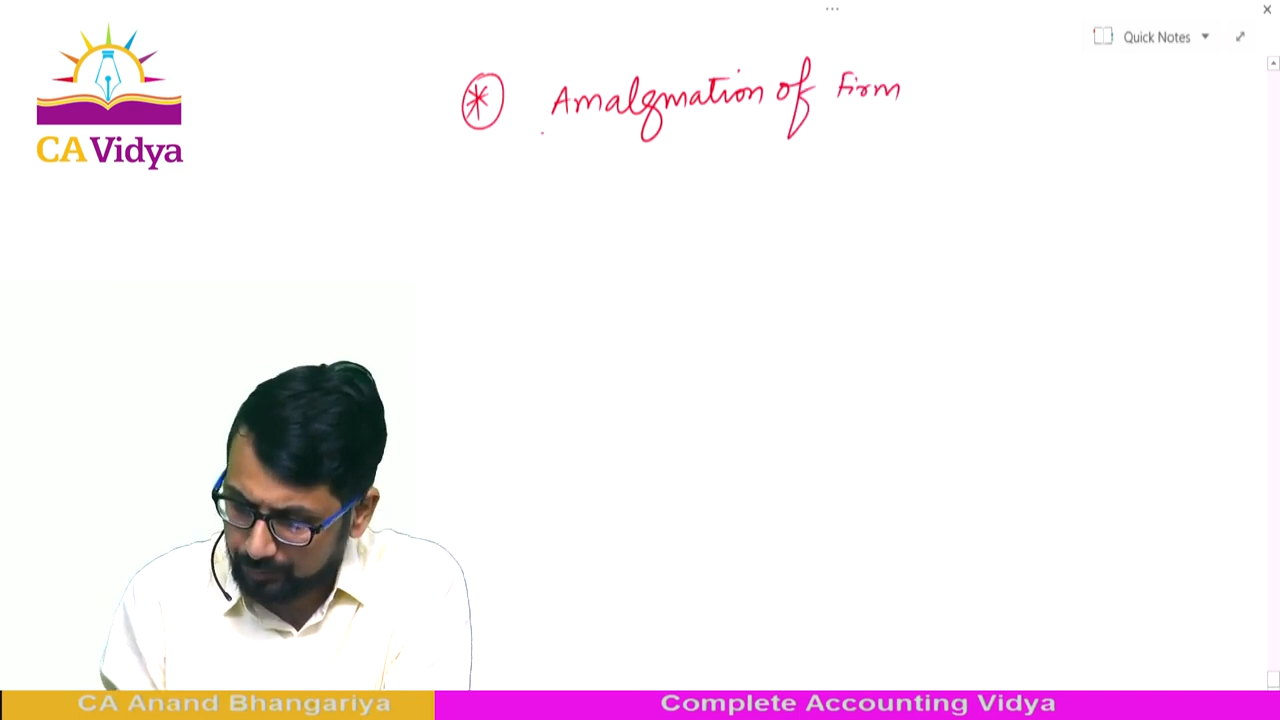 CA Vidya
Quick Notes
* Amalgmation of Firm
CA Anand Bhangariya
Complete Accounting Vidya